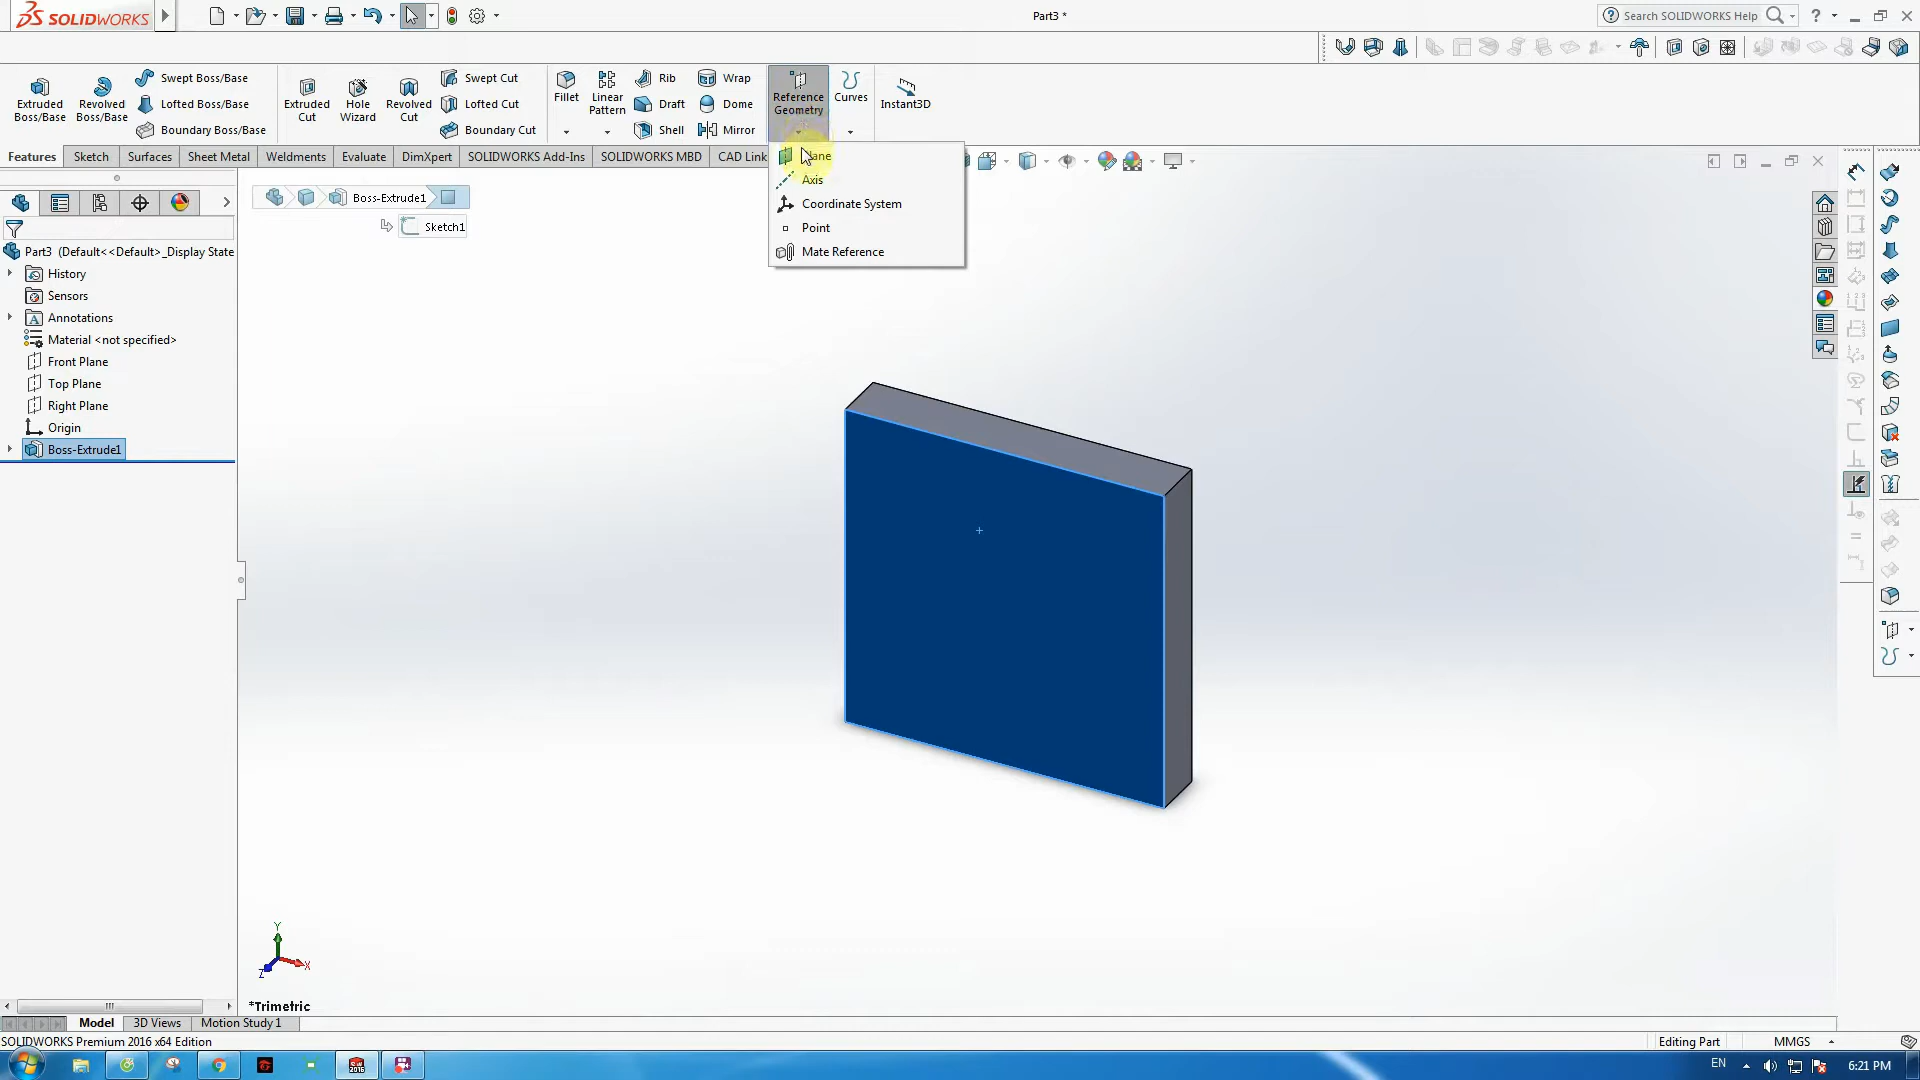 SOLIDWORKS
Part3 *
Search SOLIDWORKS Help
Extruded Boss/Base
Revolved Boss/Base
Swept Boss/Base
Lofted Boss/Base
Boundary Boss/Base
Extruded Cut
Hole Wizard
Revolved Cut
Swept Cut
Lofted Cut
Boundary Cut
Fillet
Linear Pattern
Rib
Draft
Shell
Wrap
Dome
Mirror
Reference Geometry
Curves
Instant3D
Features
Sketch
Surfaces
Sheet Metal
Weldments
Evaluate
DimXpert
SOLIDWORKS Add-Ins
SOLIDWORKS MBD
CAD Link
Axis
Coordinate System
Point
Mate Reference
Boss-Extrude1
Sketch1
Part3 (Default<<Default>_Display State
History
Sensors
Annotations
Material <not specified>
Front Plane
Top Plane
Right Plane
Origin
Boss-Extrude1
Y
X
Z
*Trimetric
Model
3D Views
Motion Study 1
SOLIDWORKS Premium 2016 x64 Edition
Editing Part
MMGS
EN
6:21 PM